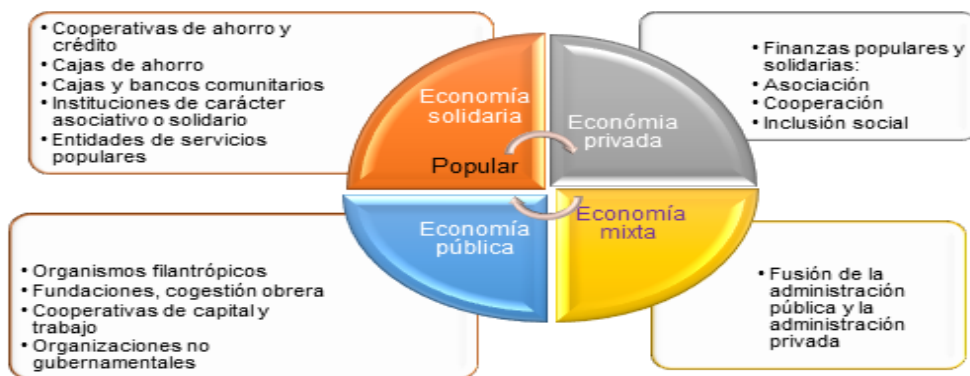 • Cooperativas de ahorro y
crédito
• Cajas de ahorro
• Cajas y bancos comunitarios
• Instituciones de carácter
asociativo o solidario
• Entidades de servicios
populares
Economía
solidaria
Popular
Económia
privada
• Finanzas populares y
solidarias:
• Asociación
• Cooperación
• Inclusión social
• Organismos filantrópicos
• Fundaciones, cogestión obrera
• Cooperativas de capital y
trabajo
• Organizaciones no
gubernamentales
Economía
pública
Economía
mixta
• Fusión de la
administración
pública y la
administración
privada